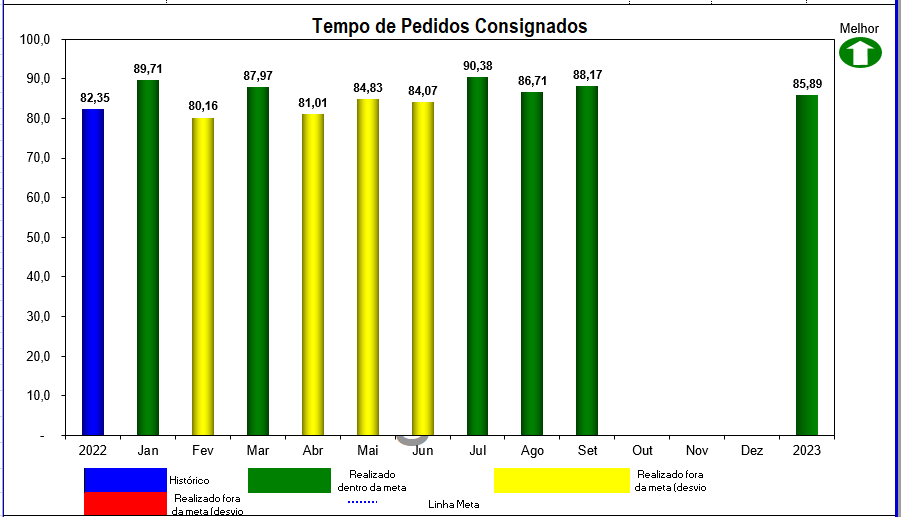 Tempo de Pedidos Consignados
Melhor
100,0
90,0
80,0
70,0
60,0
50,0
40,0
30,0
20,0
10,0
-
82,35
89,71
80,16
87,97
81,01
84,83
84,07
90,38
86,71
88,17
85,89
2022 Jan Fev Mar Abr Mai Jun Jul Ago Set Out Nov Dez 2023
Histórico
Realizado
dentro da meta
Realizado fora
da meta (desvio
Realizado fora
da meta (desvio
Linha Meta